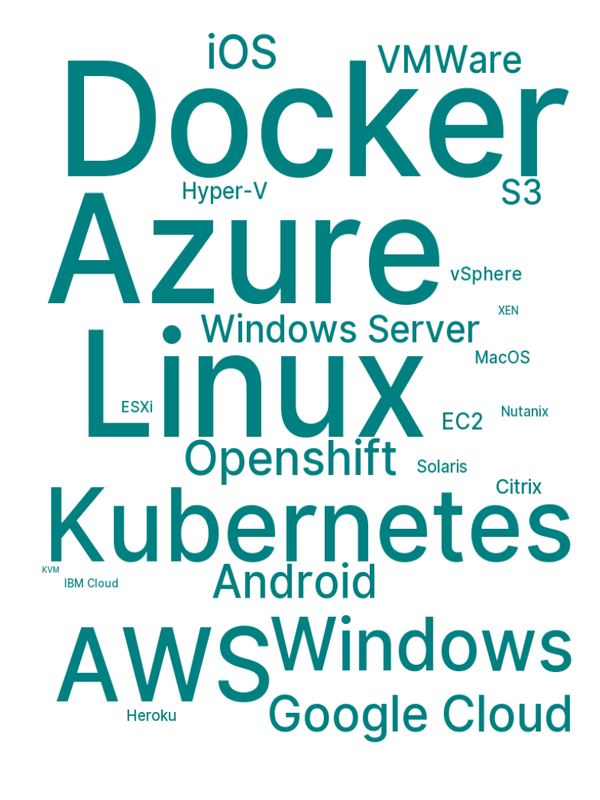 iOS
VMWare
Docker
Hyper-V
S3
Azure
vSphere
XEN
Windows Server
MacOS
Linux
ESXi
Nutanix
EC2
Openshift
Solaris
Citrix
Kubernetes
KVM
IBM Cloud
Android
Windows
AWS
Heroku
Google Cloud